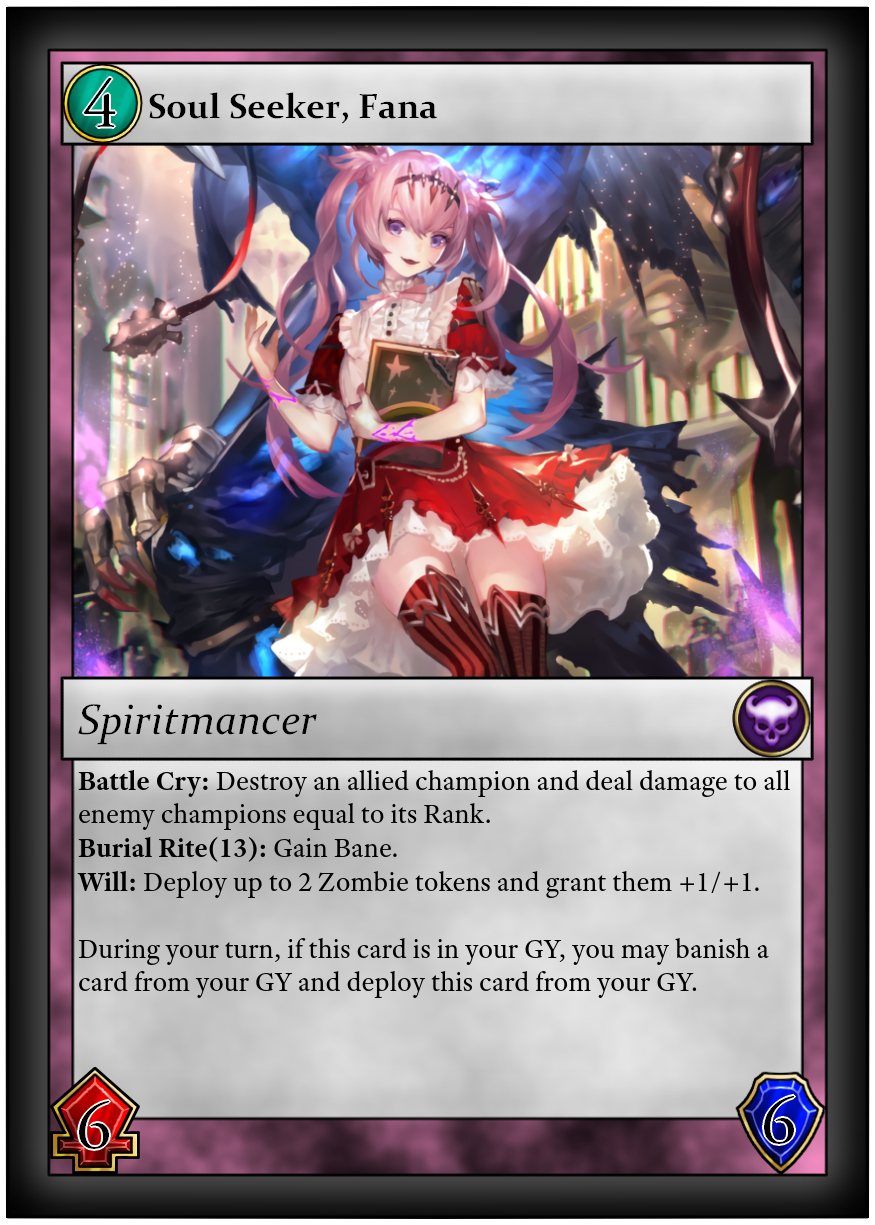 4
Soul Seeker, Fana
Spiritmancer
Battle Cry: Destroy an allied champion and deal damage to all
enemy champions equal to its Rank.
Burial Rite(13): Gain Bane.
Will: Deploy up to 2 Zombie tokens and grant them +1/+1.
During your turn, if this card is in your GY, you may banish a
card from your GY and deploy this card from your GY.
6
6